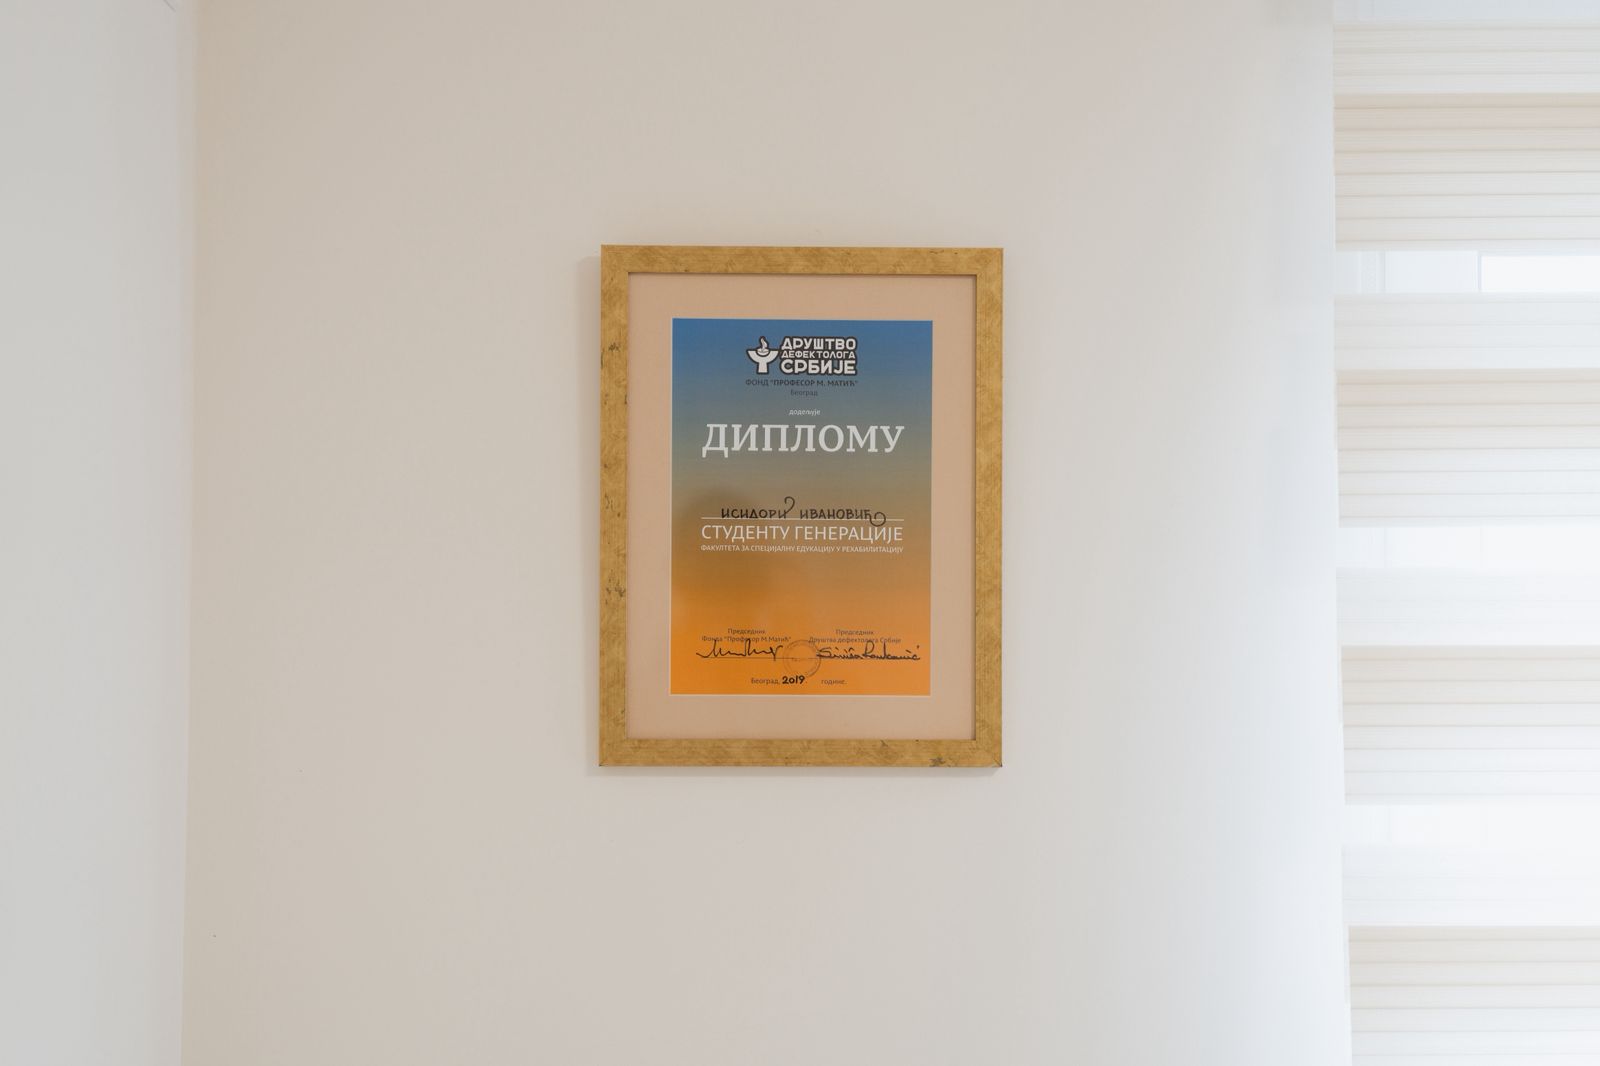 ДРУШТВО
ДЕФЕКТОЛОГА
СРБИЈЕ
ФОНД "ПРОФЕСОР М. МАТИЋ"
Београд
додељује
ДИПЛОМУ
ИСИДОРИ ИВАНОВИЋ
СТУДЕНТУ ГЕНЕРАЦИЈЕ
ФАКУЛТЕТА ЗА СПЕЦИЈАЛНУ ЕДУКАЦИЈУ У РЕХАБИЛИТАЦИЈУ
Председник
Фонда "Професор М.Матић"
Председник
Друштва дефектолога Србије
Београд, 2019. године.